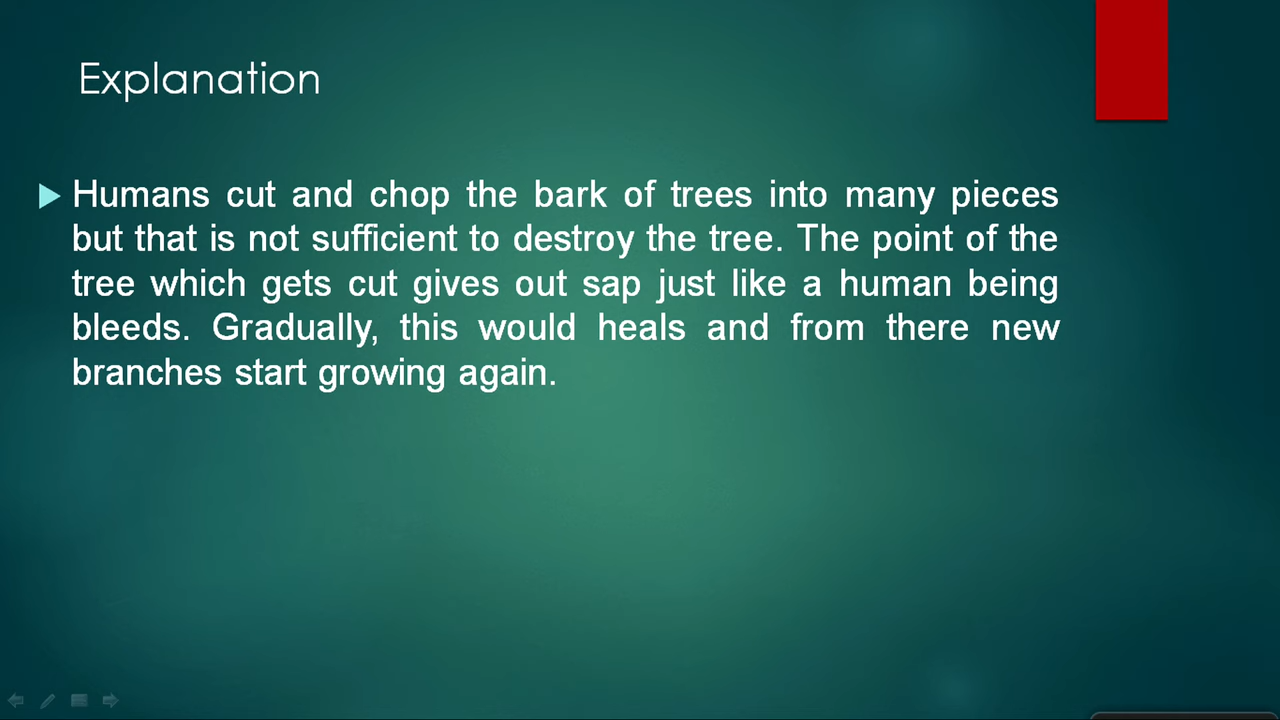 Explanation
Humans cut and chop the bark of trees into many pieces
but that is not sufficient to destroy the tree. The point of the
tree which gets cut gives out sap just like a human being
bleeds. Gradually, this would heals and from there new
branches start growing again.